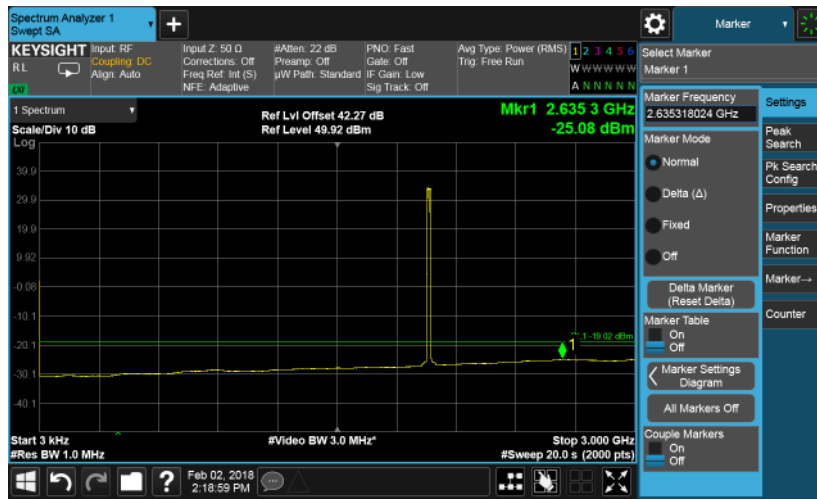 Spectrum Analyzer 1
Swept SA
+
Marker
KEYSIGHT
RL
LXI
Input: RF
Coupling: DC
Align: Auto
Input Z: 50 Ω
Corrections: Off
Freq Ref: Int (S)
NFE: Adaptive
#Atten: 22 dB
Preamp: Off
µW Path: Standard
PNO: Fast
Gate: Off
IF Gain: Low
Sig Track: Off
Avg Type: Power (RMS)
Trig: Free Run
1 2 3 4 5 6
W W W W W W
A N N N N N
Select Marker
Marker 1
1 Spectrum
Scale/Div 10 dB
Log
Ref Lvl Offset 42.27 dB
Ref Level 49.92 dBm
Mkr1 2.635 3 GHz
-25.08 dBm
39.9
29.9
19.9
9.92
-0.08
-10.1
-20.1
-30.1
-40.1
1 -19.02 dBm
1
Start 3 kHz
#Res BW 1.0 MHz
#Video BW 3.0 MHz*
Stop 3.000 GHz
#Sweep 20.0 s (2000 pts)
Marker Frequency
2.635318024 GHz
Marker Mode
Normal
Delta (Δ)
Fixed
Off
Delta Marker
(Reset Delta)
Marker Table
On
Off
Marker Settings
Diagram
All Markers Off
Couple Markers
On
Off
Settings
Peak
Search
Pk Search
Config
Properties
Marker
Function
Marker→
Counter
?
Feb 02, 2018
2:18:59 PM